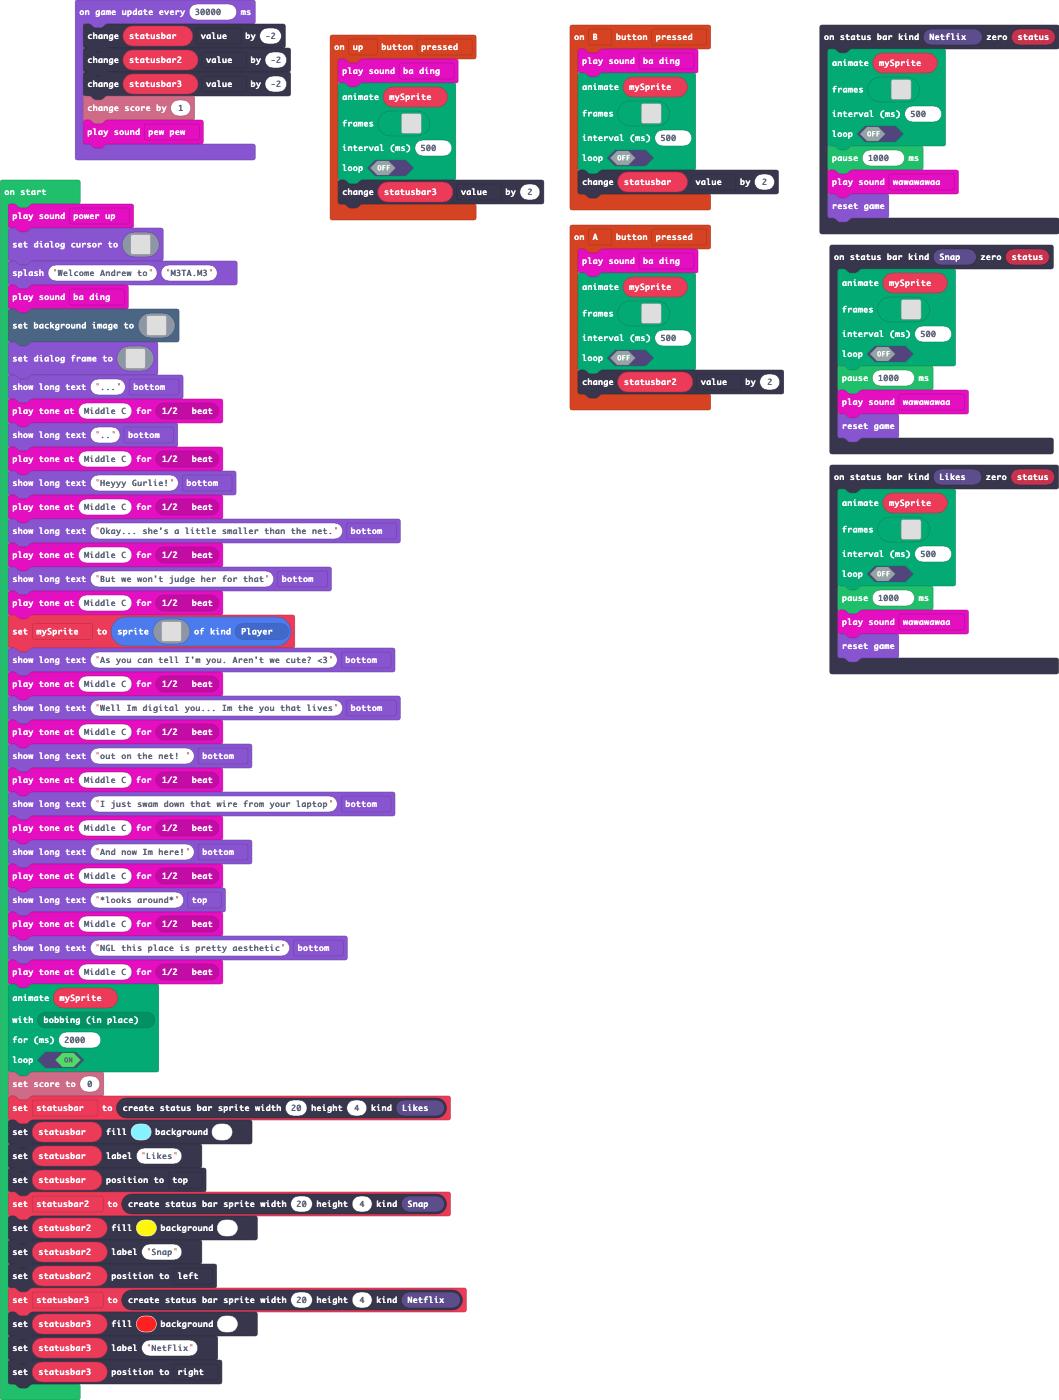 on game update every 30000 ms
change statusbar value by -2
change statusbar2 value by -2
change statusbar3 value by -2
change score by 1
play sound pew pew
on start
play sound power up
set dialog cursor to
splash "Welcome Andrew to" "M3TA.M3"
play sound ba ding
set background image to
set dialog frame to
show long text "..." bottom
play tone at Middle C for 1/2 beat
show long text ".." bottom
play tone at Middle C for 1/2 beat
show long text "Heyyy Gurlie!" bottom
play tone at Middle C for 1/2 beat
show long text "Okay... she's a little smaller than the net." bottom
play tone at Middle C for 1/2 beat
show long text "But we won't judge her for that" bottom
play tone at Middle C for 1/2 beat
set mySprite to sprite of kind Player
show long text "As you can tell I'm you. Aren't we cute? <3" bottom
play tone at Middle C for 1/2 beat
show long text "Well Im digital you... Im the you that lives" bottom
play tone at Middle C for 1/2 beat
show long text "out on the net! " bottom
play tone at Middle C for 1/2 beat
show long text "I just swam down that wire from your laptop" bottom
play tone at Middle C for 1/2 beat
show long text "And now Im here!" bottom
play tone at Middle C for 1/2 beat
show long text "*looks around*" top
play tone at Middle C for 1/2 beat
show long text "NGL this place is pretty aesthetic" bottom
play tone at Middle C for 1/2 beat
animate mySprite
with bobbing (in place)
for (ms) 2000
loop ON
set score to 0
set statusbar to create status bar sprite width 20 height 4 kind Likes
set statusbar fill background
set statusbar label "Likes"
set statusbar position to top
set statusbar2 to create status bar sprite width 20 height 4 kind Snap
set statusbar2 fill background
set statusbar2 label "Snap"
set statusbar2 position to left
set statusbar3 to create status bar sprite width 20 height 4 kind Netflix
set statusbar3 fill background
set statusbar3 label "NetFlix"
set statusbar3 position to right
on up button pressed
play sound ba ding
animate mySprite
frames
interval (ms) 500
loop OFF
change statusbar3 value by 2
on B button pressed
play sound ba ding
animate mySprite
frames
interval (ms) 500
loop OFF
change statusbar value by 2
on A button pressed
play sound ba ding
animate mySprite
frames
interval (ms) 500
loop OFF
change statusbar2 value by 2
on status bar kind Netflix zero status
animate mySprite
frames
interval (ms) 500
loop OFF
pause 1000 ms
play sound wawawawaa
reset game
on status bar kind Snap zero status
animate mySprite
frames
interval (ms) 500
loop OFF
pause 1000 ms
play sound wawawawaa
reset game
on status bar kind Likes zero status
animate mySprite
frames
interval (ms) 500
loop OFF
pause 1000 ms
play sound wawawawaa
reset game